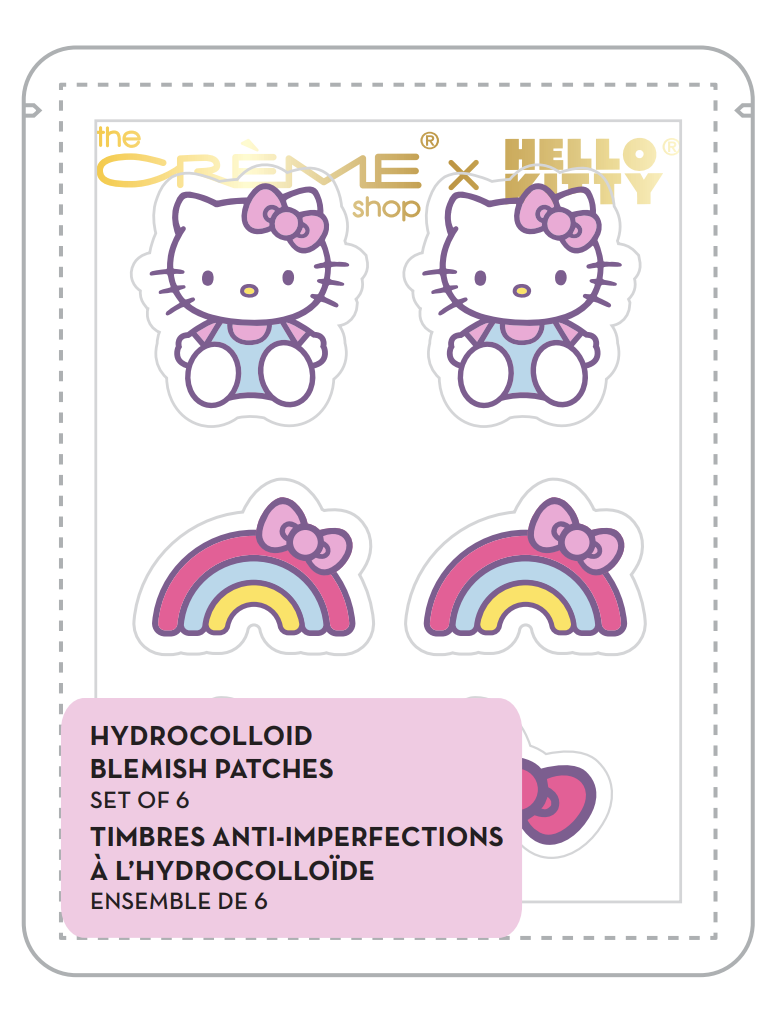 the
CRÈME®
shop
x
HELLO®
KITTY
HYDROCOLLOID
BLEMISH PATCHES
SET OF 6
TIMBRES ANTI-IMPERFECTIONS
À L’HYDROCOLLOÏDE
ENSEMBLE DE 6